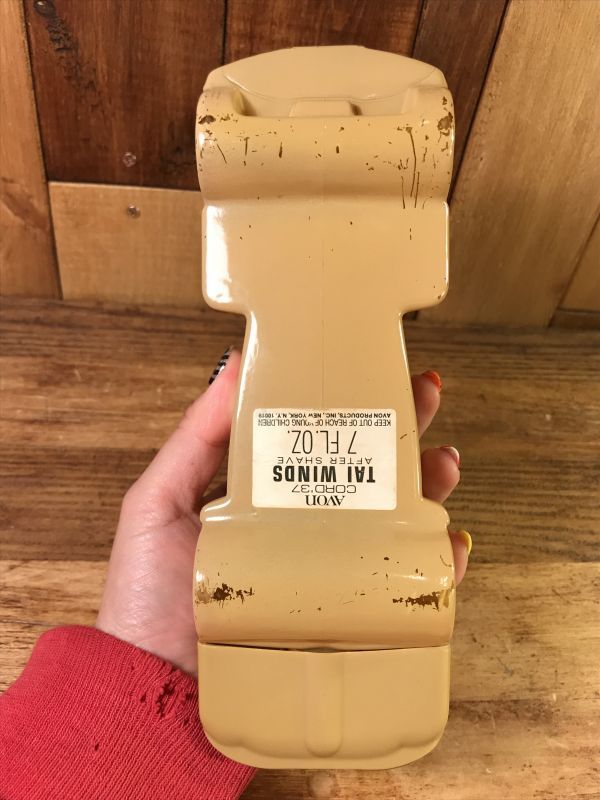 AVON
CORD '37
TAI WINDS
AFTER SHAVE
7 FL. OZ.
KEEP OUT OF REACH OF YOUNG CHILDREN
AVON PRODUCTS, INC., NEW YORK, N.Y. 10019